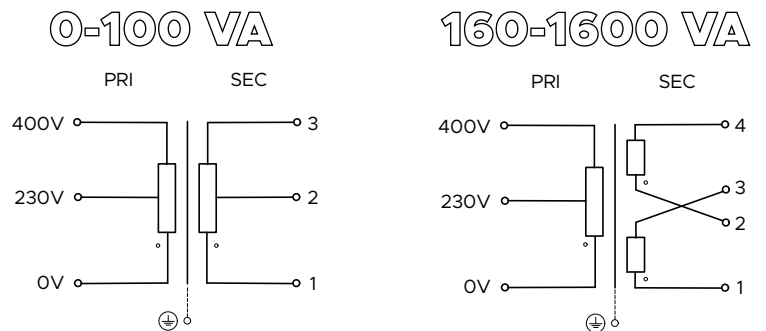 0-100 VA
PRI SEC
400V 3
230V 2
0V 1
160-1600 VA
PRI SEC
400V 4
3
230V 2
0V 1